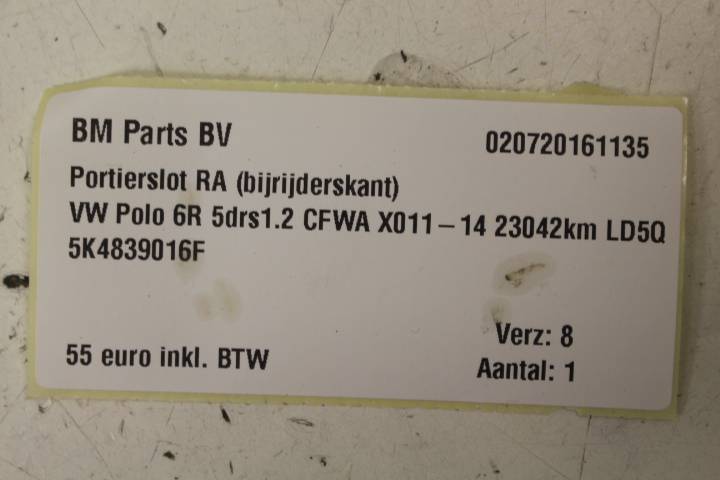 BM Parts BV 020720161135
Portierslot RA (bijrijderskant)
VW Polo 6R 5drs1.2 CFWA X011-14 23042km LD5Q
5K4839016F
Verz: 8
55 euro inkl. BTW
Aantal: 1